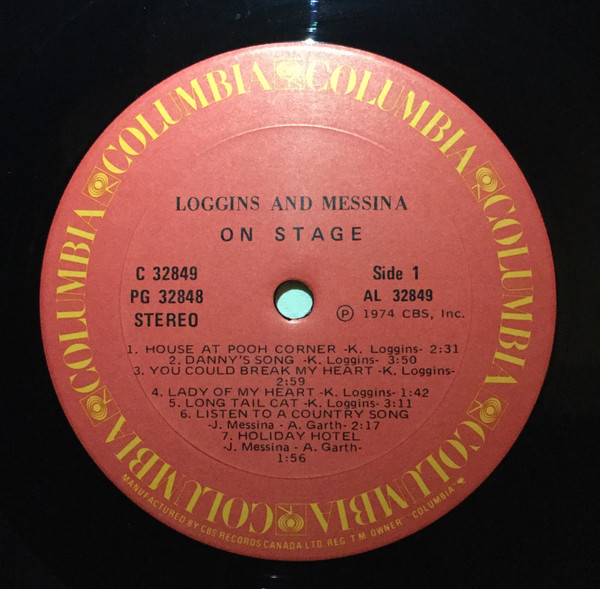 COLUMBIA COLUMBIA COLUMBIA COLUMBIA COLUMBIA COLUMBIA
LOGGINS AND MESSINA
ON STAGE
C 32849 Side 1
PG 32848 AL 32849
STEREO Ⓟ 1974 CBS, Inc.
1. HOUSE AT POOH CORNER -K. Loggins- 2:31
2. DANNY'S SONG -K. Loggins- 3:50
3. YOU COULD BREAK MY HEART -K. Loggins-
2:59
4. LADY OF MY HEART -K. Loggins- 1:42
5. LONG TAIL CAT -K. Loggins- 3:11
6. LISTEN TO A COUNTRY SONG
-J. Messina - A. Garth- 2:17
7. HOLIDAY HOTEL
-J. Messina - A. Garth-
1:56
MANUFACTURED BY CBS RECORDS CANADA LTD. REG. T.M. OWNER - COLUMBIA -